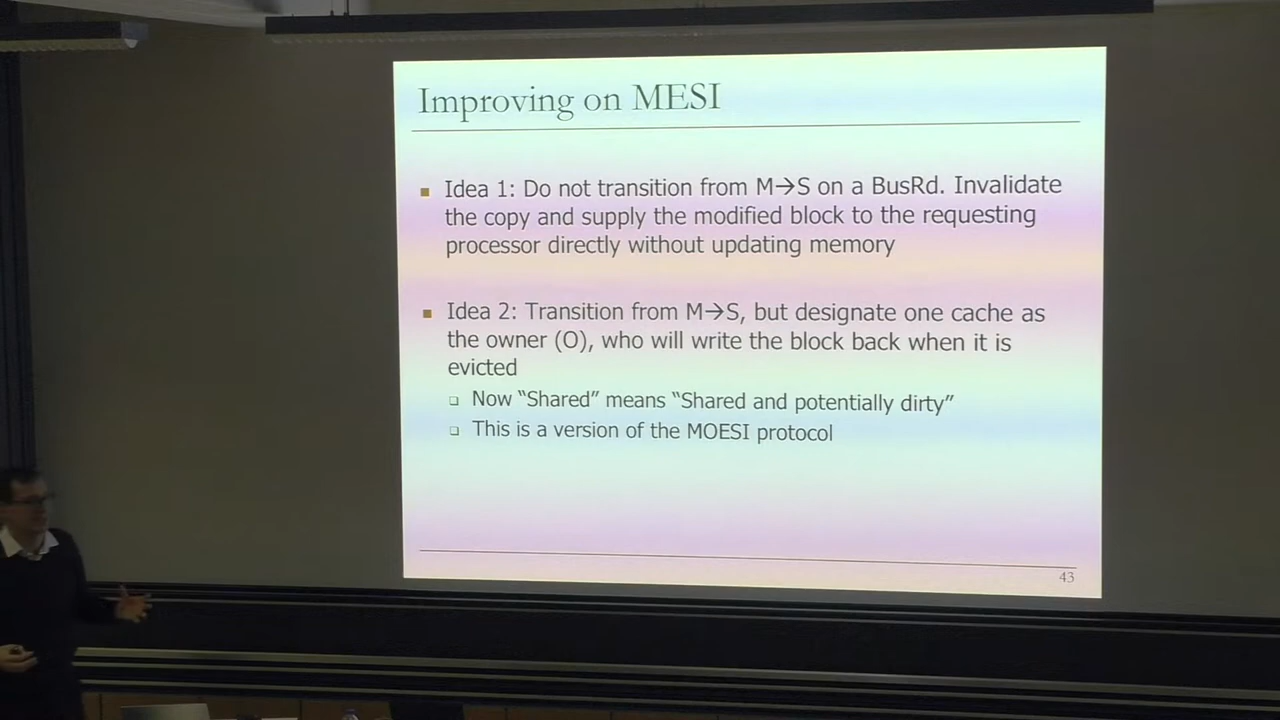 Improving on MESI
Idea 1: Do not transition from M→S on a BusRd. Invalidate
the copy and supply the modified block to the requesting
processor directly without updating memory
Idea 2: Transition from M→S, but designate one cache as
the owner (O), who will write the block back when it is
evicted
Now “Shared” means “Shared and potentially dirty”
This is a version of the MOESI protocol
43